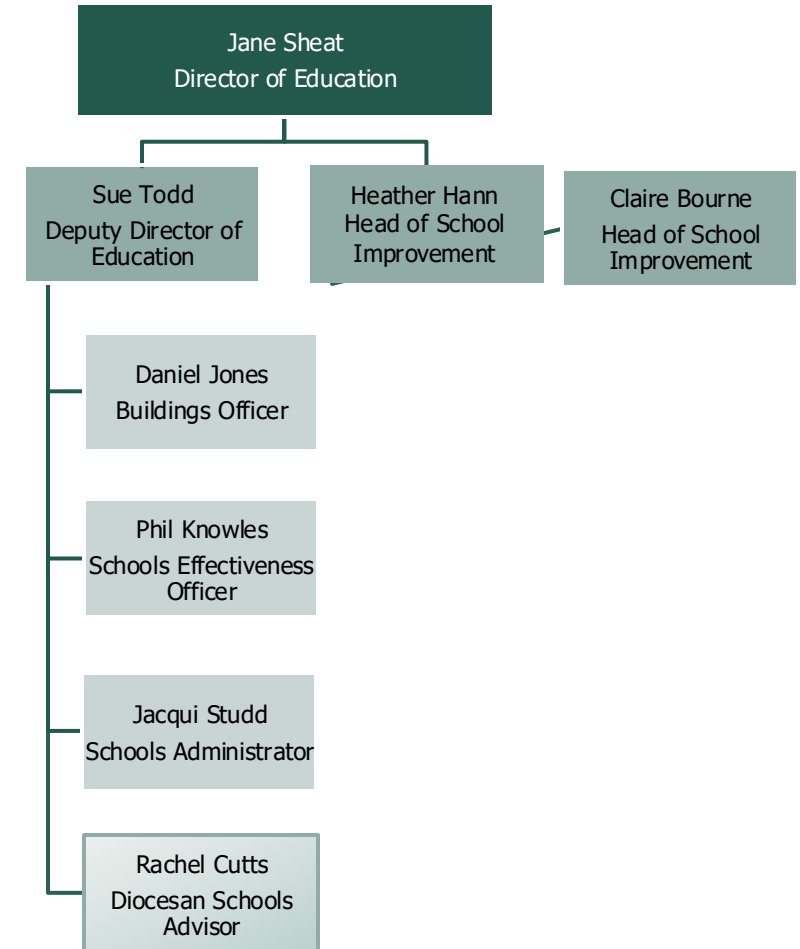 Jane Sheat
Director of Education
Sue Todd
Deputy Director of
Education
Heather Hann
Head of School
Improvement
Claire Bourne
Head of School
Improvement
Daniel Jones
Buildings Officer
Phil Knowles
Schools Effectiveness
Officer
Jacqui Studd
Schools Administrator
Rachel Cutts
Diocesan Schools
Advisor